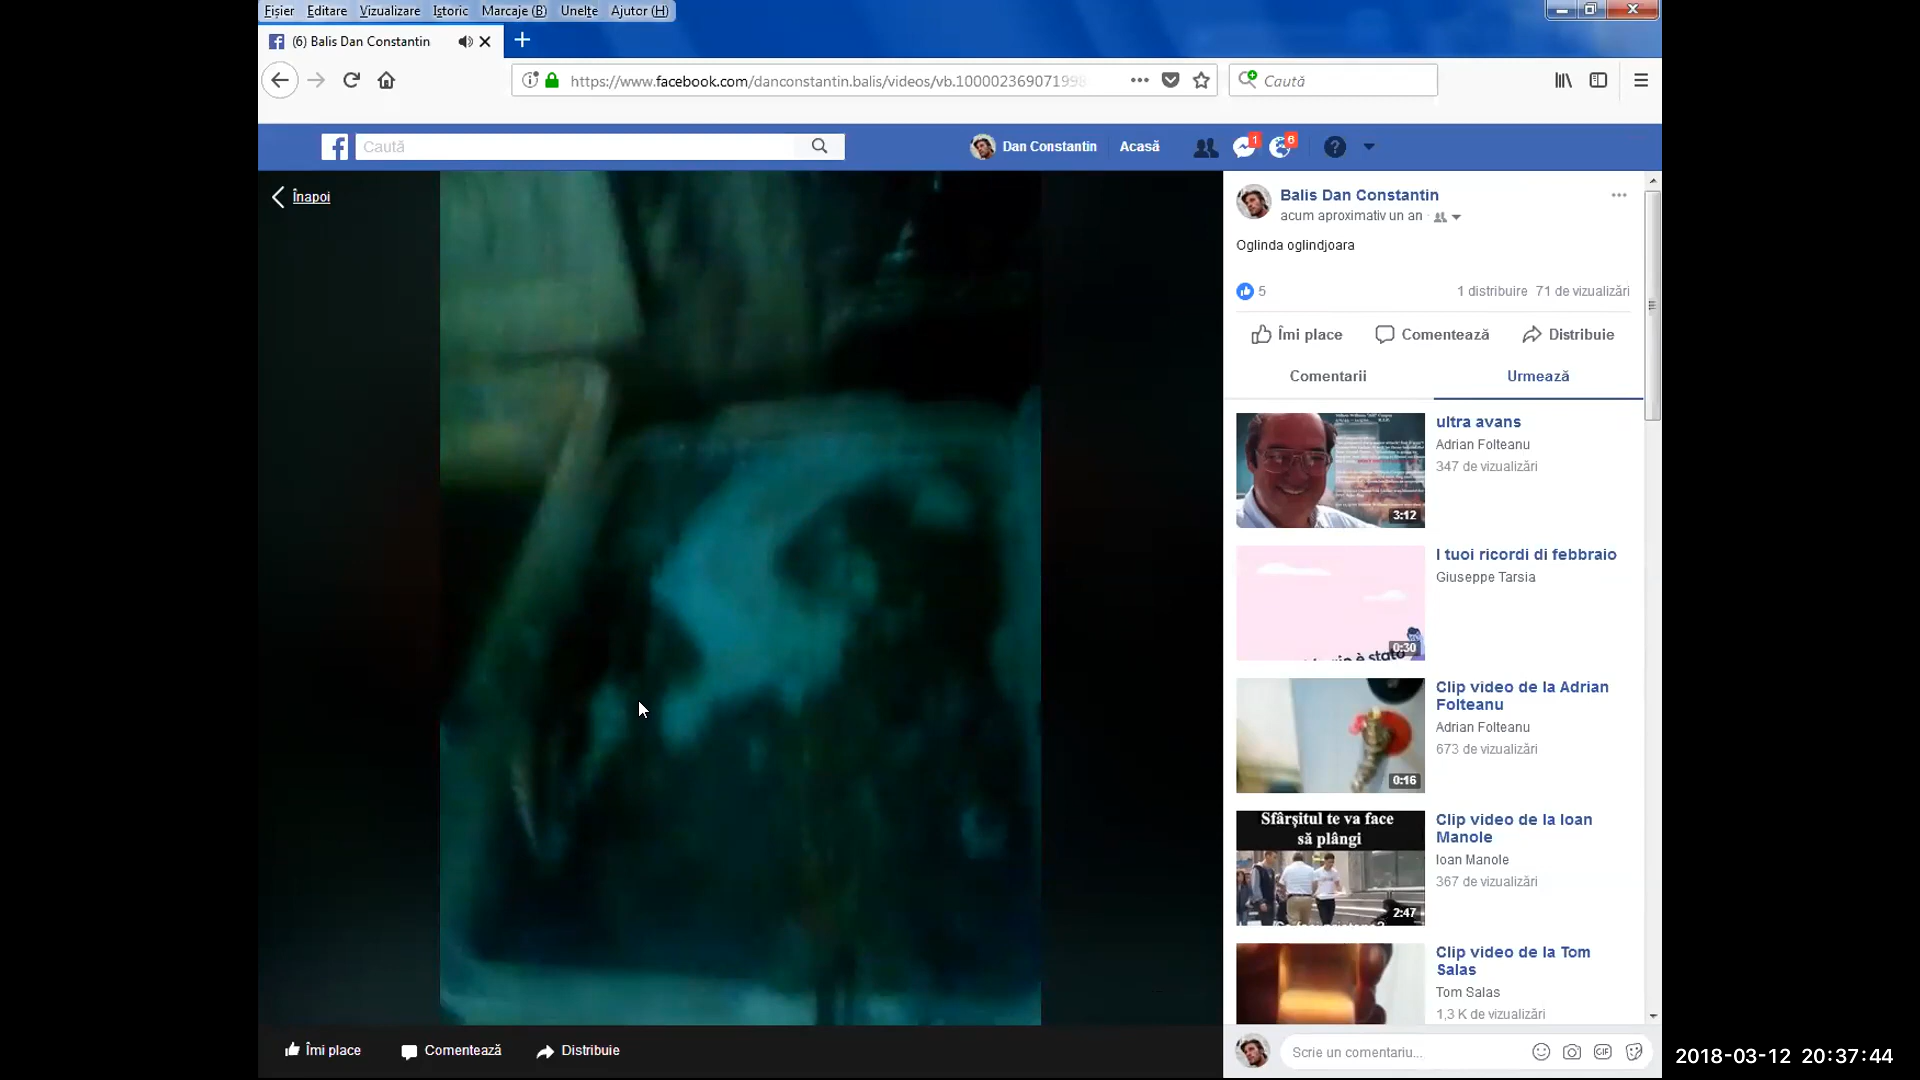 Fișier Editare Vizualizare Istoric Marcaje (B) Unelte Ajutor (H)
(6) Balis Dan Constantin
https://www.facebook.com/danconstantin.balis/videos/vb.100002369071998
Caută
Caută
Dan Constantin Acasă
1
6
Înapoi
Balis Dan Constantin
acum aproximativ un an
Oglinda oglindjoara
5
1 distribuire 71 de vizualizări
Îmi place Comentează Distribuie
Comentarii Urmează
ultra avans
Adrian Folteanu
347 de vizualizări
3:12
I tuoi ricordi di febbraio
Giuseppe Tarsia
0:30
Clip video de la Adrian
Folteanu
Adrian Folteanu
673 de vizualizări
0:16
Sfârșitul te va face
să plângi
Clip video de la Ioan
Manole
Ioan Manole
367 de vizualizări
2:47
Clip video de la Tom
Salas
Tom Salas
1,3 K de vizualizări
Îmi place Comentează Distribuie
Scrie un comentariu...
GIF
2018-03-12 20:37:44